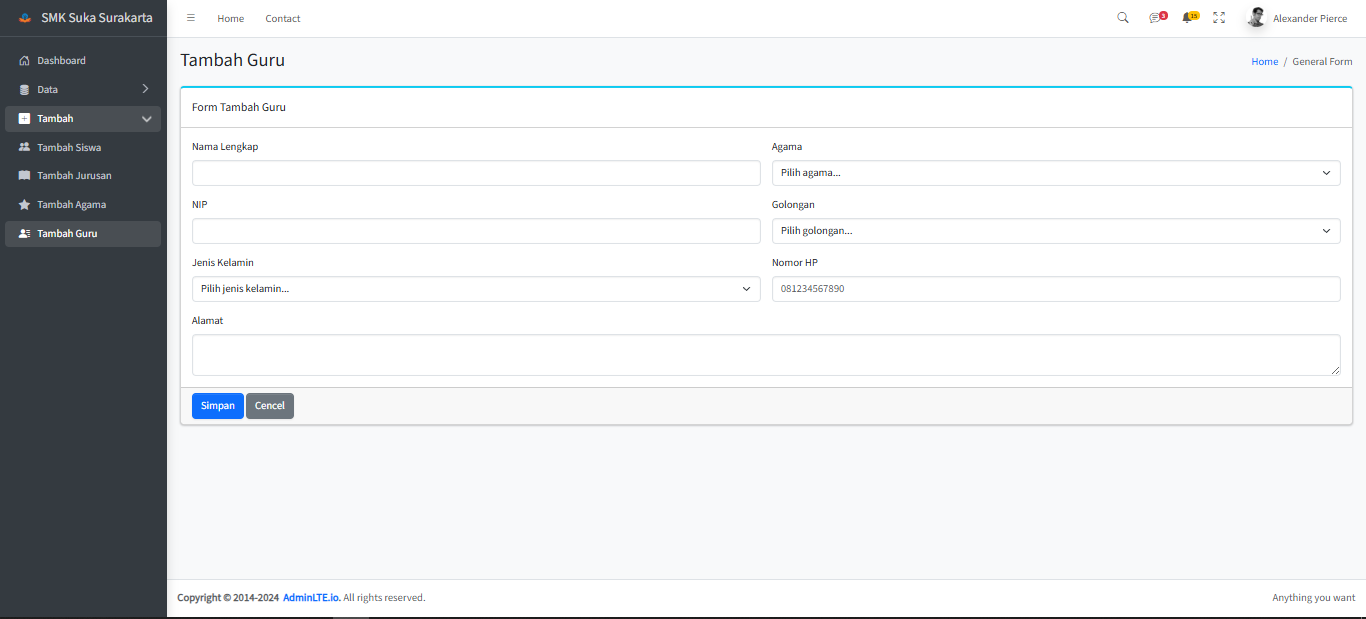 SMK Suka Surakarta
Home Contact
3 15 Alexander Pierce
Dashboard
Data
Tambah
Tambah Siswa
Tambah Jurusan
Tambah Agama
Tambah Guru
Tambah Guru
Home / General Form
Form Tambah Guru
Nama Lengkap
Agama
Pilih agama...
NIP
Golongan
Pilih golongan...
Jenis Kelamin
Pilih jenis kelamin...
Nomor HP
081234567890
Alamat
Simpan Cencel
Copyright © 2014-2024 AdminLTE.io. All rights reserved.
Anything you want